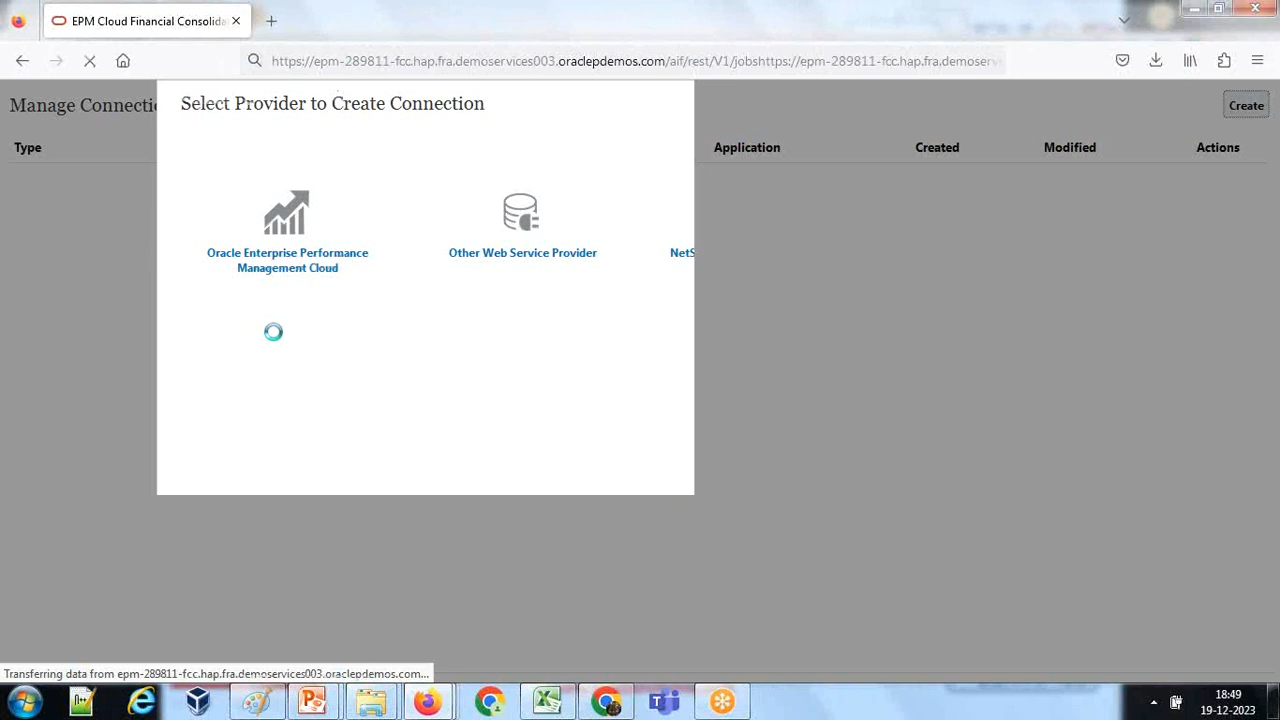 EPM Cloud Financial Consolida
https://epm-289811-fcc.hap.fra.demoservices003.oraclepdemos.com/aif/rest/V1/jobshttps://epm-289811-fcc.hap.fra.demoserv
Manage Connectio
Select Provider to Create Connection
Create
Type
Application
Created
Modified
Actions
Oracle Enterprise Performance
Management Cloud
Other Web Service Provider
NetS
Transferring data from epm-289811-fcc.hap.fra.demoservices003.oraclepdemos.com...
18:49
19-12-2023